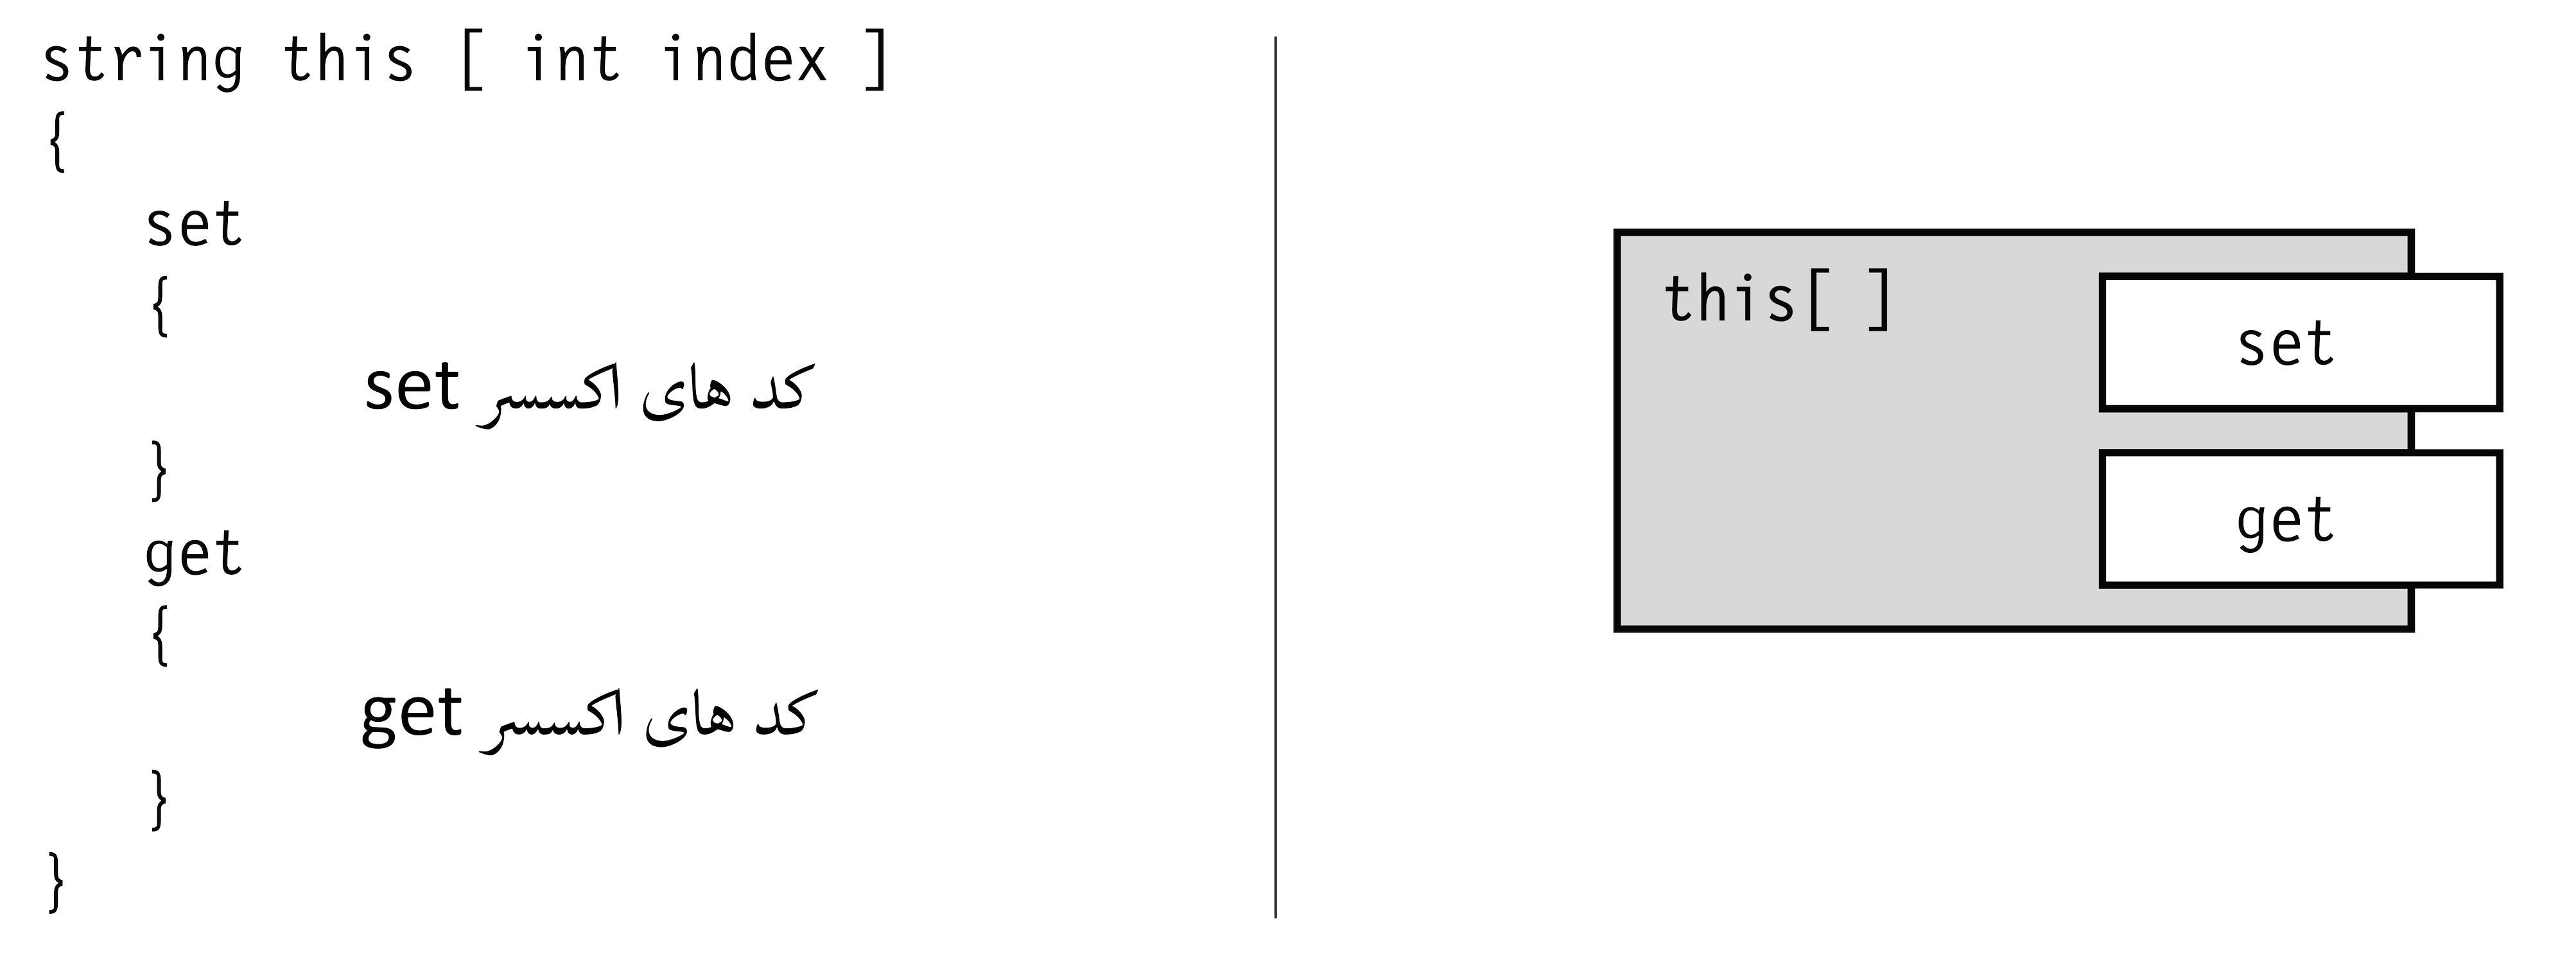 string this [ int index ]
{
set
{
کد های اکسسر set
}
get
{
کد های اکسسر get
}
}
this[ ]
set
get